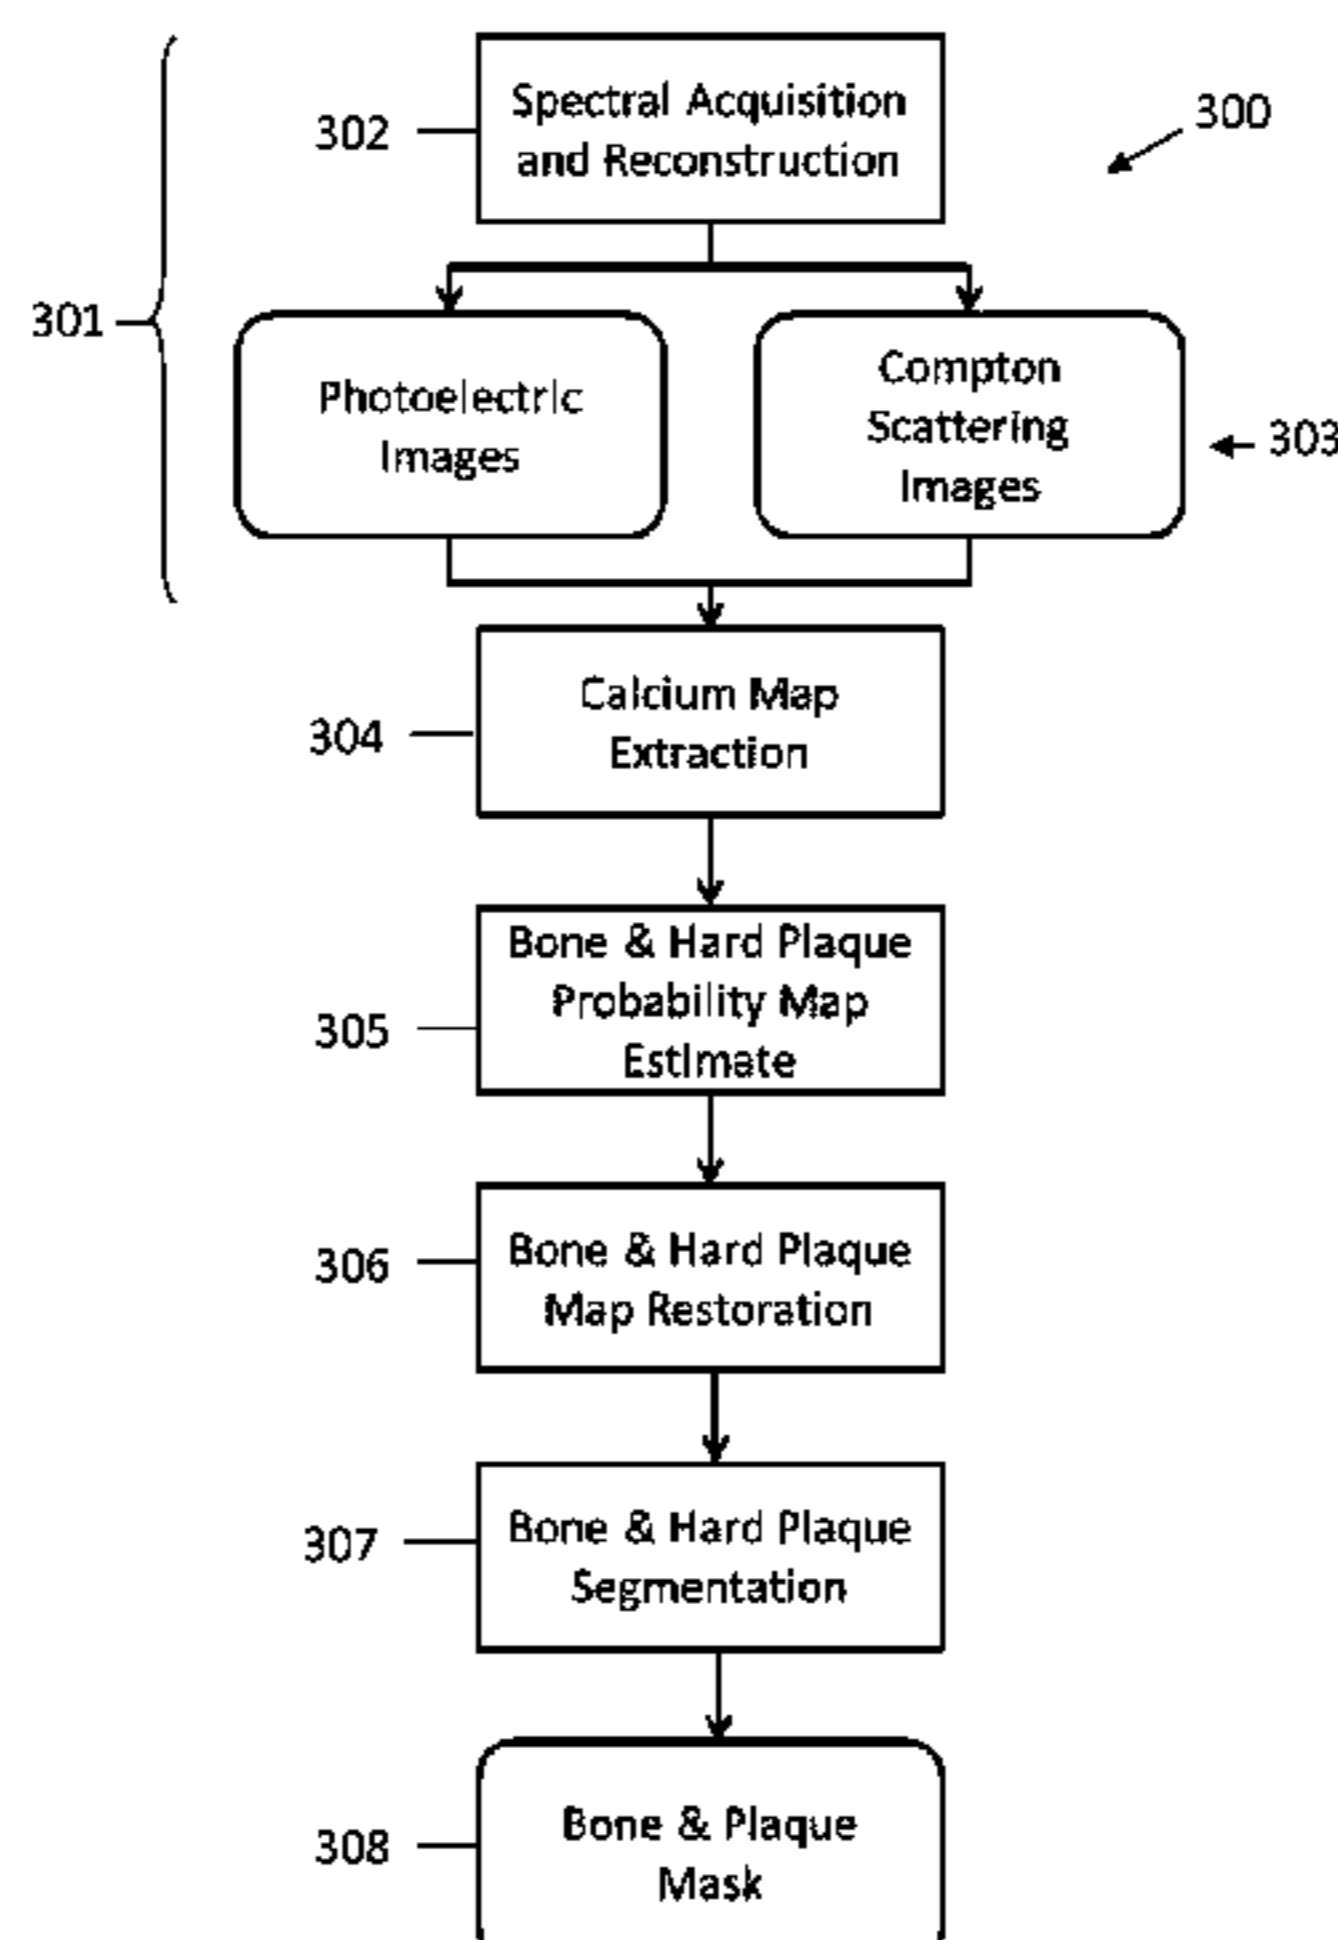 Spectral Acquisition
and Reconstruction
302
300
301
Photoelectric
Images
Compton
Scattering
Images
303
Calcium Map
Extraction
304
Bone & Hard Plaque
Probability Map
Estimate
305
Bone & Hard Plaque
Map Restoration
306
Bone & Hard Plaque
Segmentation
307
Bone & Plaque
Mask
308